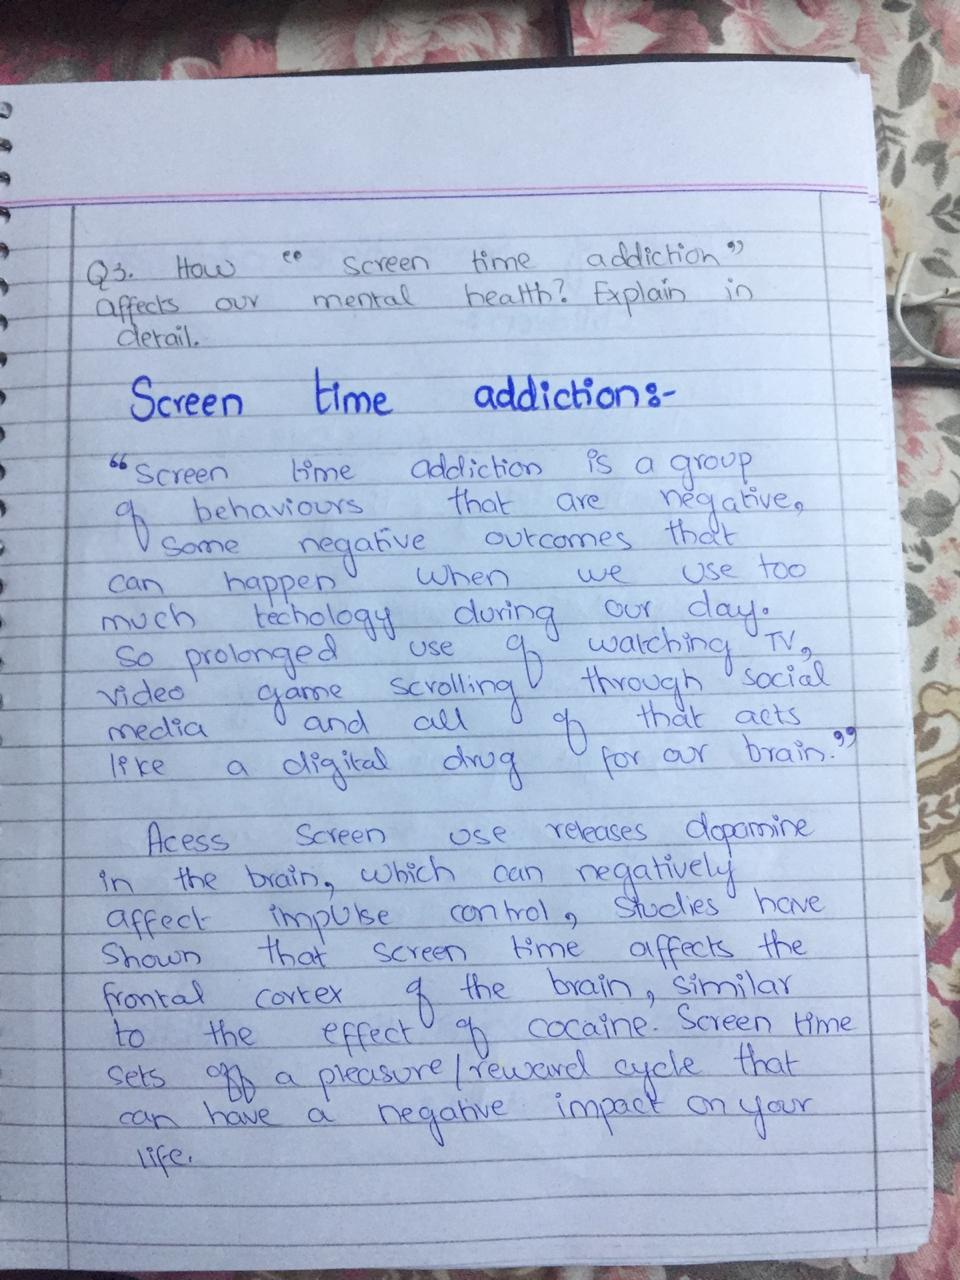 Q3. How " screen time addiction"
affects our mental health? Explain in
detail.
Screen time addiction:-
"Screen time addiction is a group
of behaviours that are negative,
some negative outcomes that
can happen when we use too
much techology during our day.
So prolonged use of watching TV,
video game scrolling through social
media and all of that acts
like a digital drug for our brain."
Acess screen use releases dopamine
in the brain, which can negatively
affect impulse control, studies have
shown that screen time affects the
frontal cortex of the brain, similar
to the effect of cocaine. Screen time
sets off a pleasure/reward cycle that
can have a negative impact on your
life.